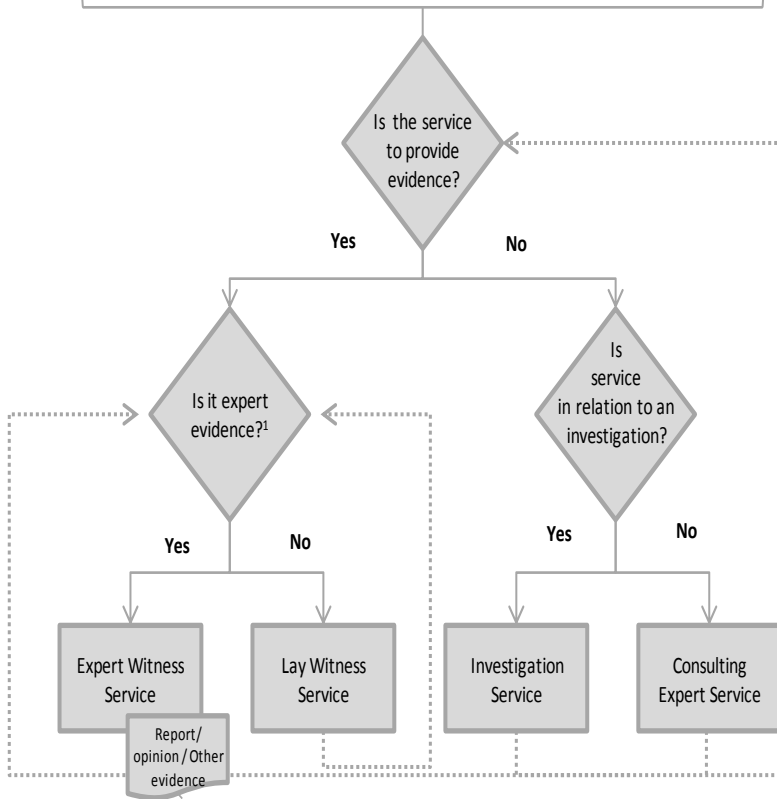 Is the service
to provide
evidence?
Yes
No
Is it expert
evidence?¹
Is
service
in relation to an
investigation?
Yes
No
Yes
No
Expert Witness
Service
Lay Witness
Service
Investigation
Service
Consulting
Expert Service
Report/
opinion / Other
evidence